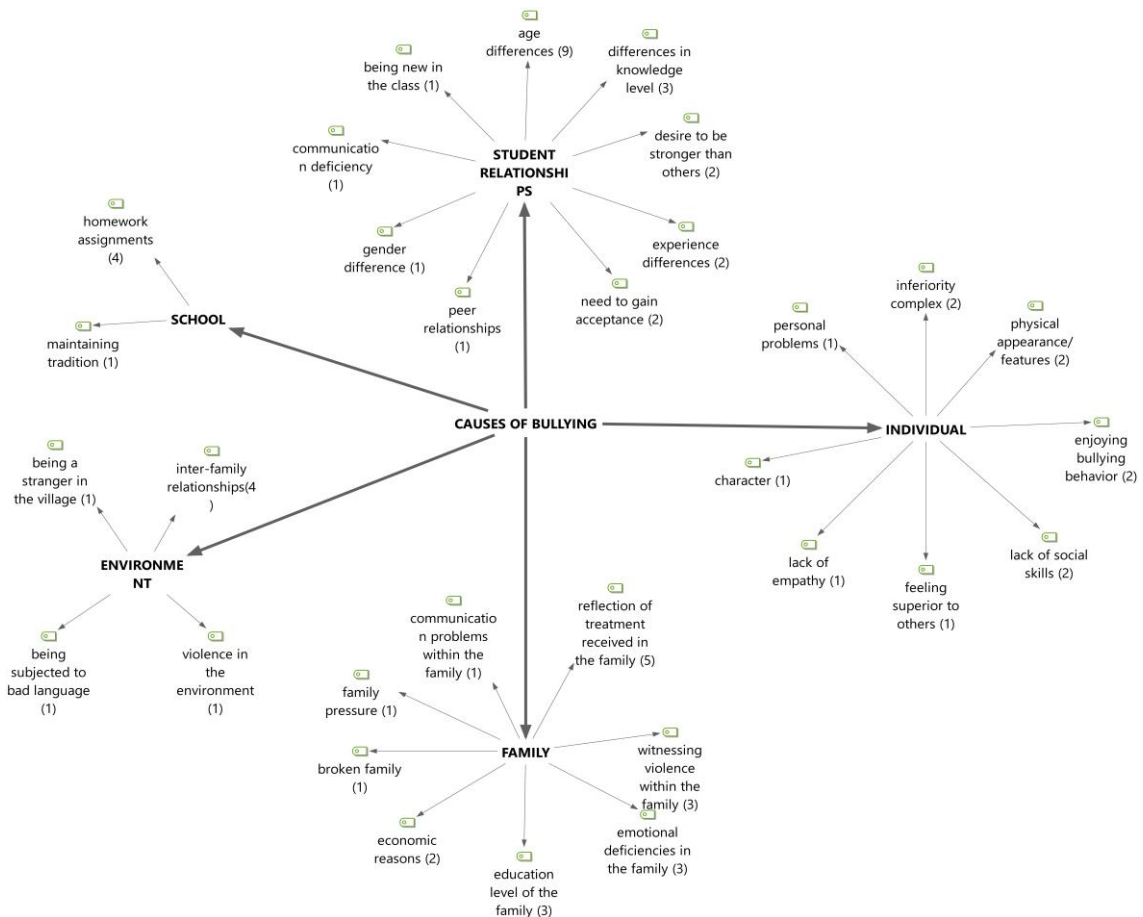 age
differences (9)
being new in
the class (1)
differences in
knowledge
level (3)
communicatio
n deficiency
(1)
desire to be
stronger than
others (2)
STUDENT
RELATIONSHI
PS
gender
difference (1)
experience
differences (2)
peer
relationships
(1)
need to gain
acceptance (2)
homework
assignments
(4)
SCHOOL
maintaining
tradition (1)
CAUSES OF BULLYING
inferiority
complex (2)
personal
problems (1)
physical
appearance/
features (2)
INDIVIDUAL
enjoying
bullying
behavior (2)
character (1)
lack of
empathy (1)
feeling
superior to
others (1)
lack of social
skills (2)
being a
stranger in
the village (1)
inter-family
relationships(4
)
ENVIRONME
NT
being
subjected to
bad language
(1)
violence in
the
environment
(1)
communicatio
n problems
within the
family (1)
reflection of
treatment
received in
the family (5)
family
pressure (1)
FAMILY
broken family
(1)
witnessing
violence
within the
family (3)
economic
reasons (2)
education
level of the
family (3)
emotional
deficiencies in
the family (3)